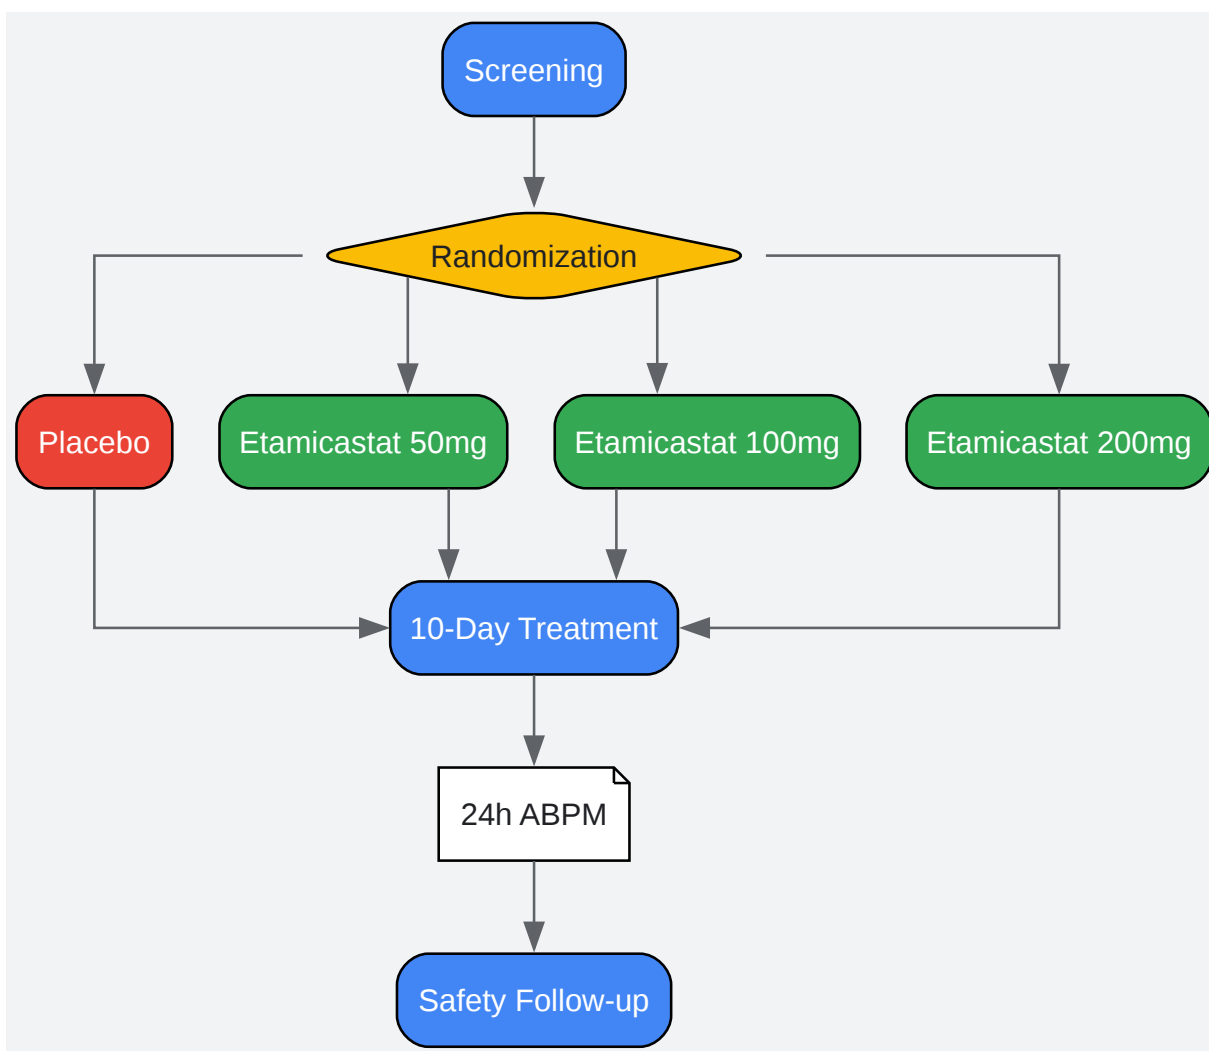 Screening
Randomization
Placebo
Etamicastat 50mg
Etamicastat 100mg
Etamicastat 200mg
10-Day Treatment
24h ABPM
Safety Follow-up